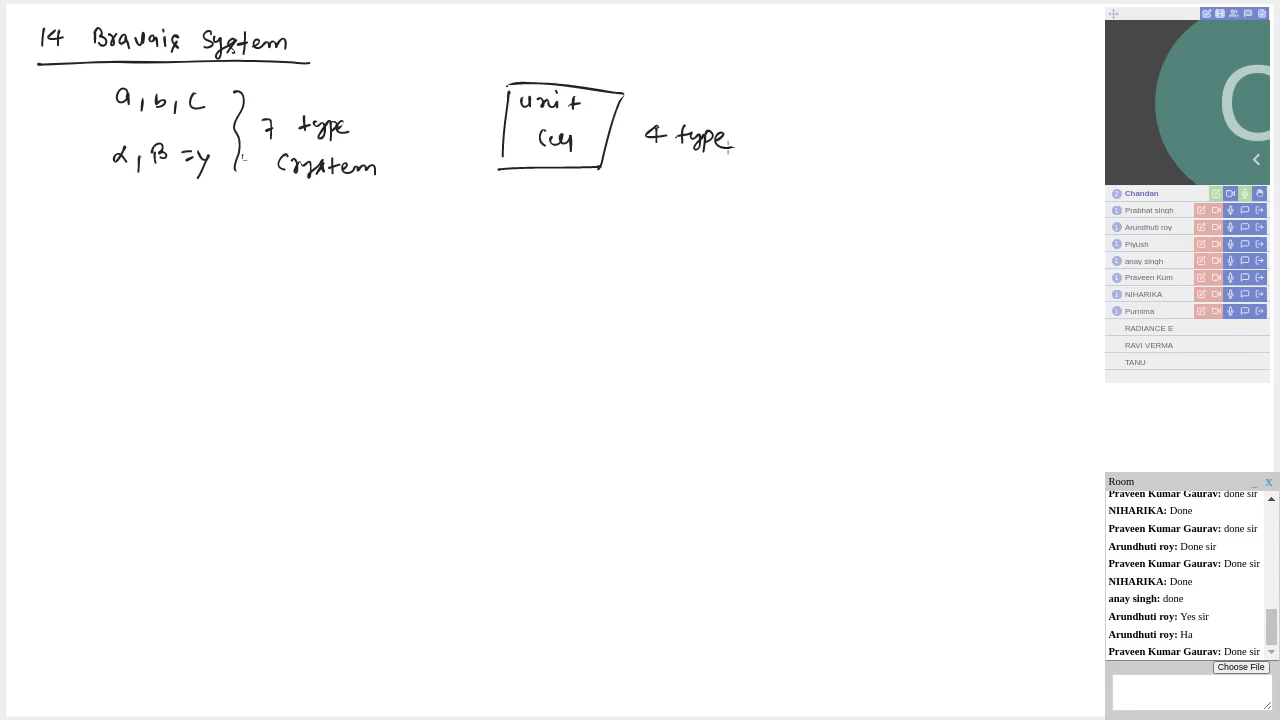 14 Bravais System
a, b, c
α, β = γ
7 type
Crystem
unit
Cell
4 type
Chandan
Prabhat singh
Arundhuti roy
Piyush
anay singh
Praveen Kum
NIHARIKA
Purnima
RADIANCE E
RAVI VERMA
TANU
Room
_ X
Praveen Kumar Gaurav: done sir
NIHARIKA: Done
Praveen Kumar Gaurav: done sir
Arundhuti roy: Done sir
Praveen Kumar Gaurav: Done sir
NIHARIKA: Done
anay singh: done
Arundhuti roy: Yes sir
Arundhuti roy: Ha
Praveen Kumar Gaurav: Done sir
Choose File